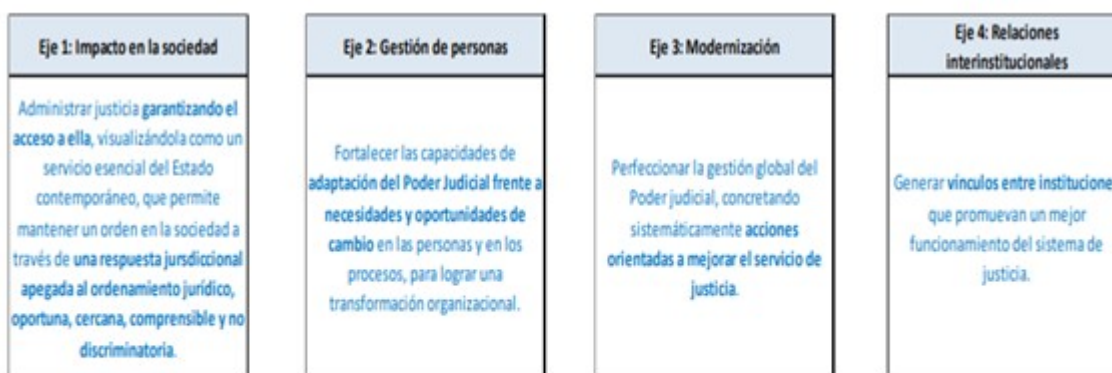 Eje 1: Impacto en la sociedad
Administrar justicia garantizando el
acceso a ella, visualizándola como un
servicio esencial del Estado
contemporáneo, que permite
mantener un orden en la sociedad a
través de una respuesta jursdiccional
apegada al ordenamiento jurídico,
oportuna, cercana, comprensible y no
discriminatoria.
Eje 2: Gestión de personas
Fortalecer las capacidades de
adaptación del Poder Judicial frente a
necesidades y oportunidades de
cambio en las personas y en los
procesos, para lograr una
transformación organizacional.
Eje 3: Modernización
Perfeccionar la gestión global del
Poder judicial, concretando
sistemáticamente acciones
orientadas a mejorar el servicio de
justicia.
Eje 4: Relaciones
interinstitucionales
Generar vínculos entre institucione
que promuevan un mejor
funcionamiento del sistema de
justicia.